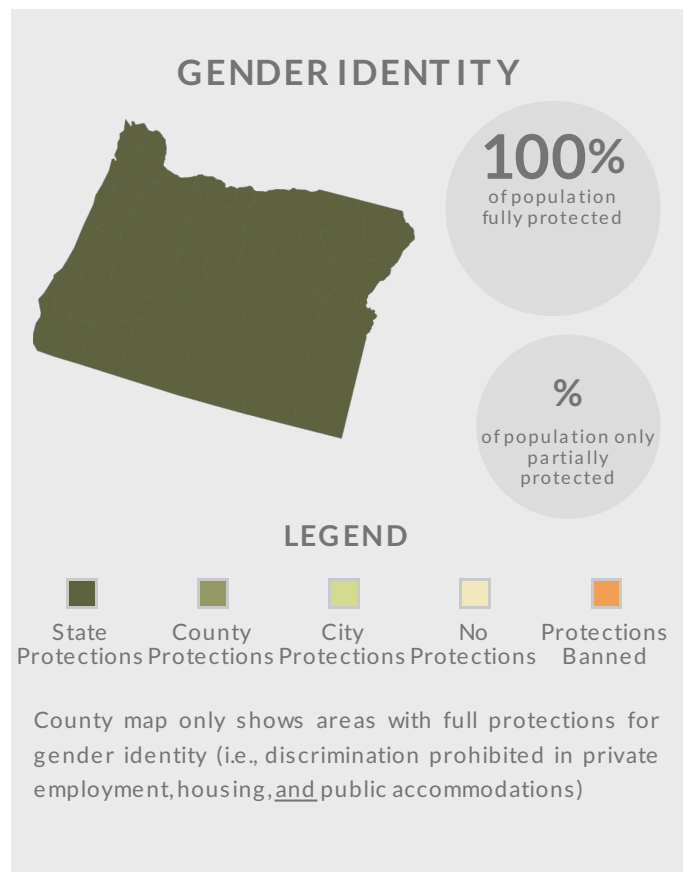 GENDER IDENTITY
100%
of population
fully protected
%
of population only
partially
protected
LEGEND
State
Protections
County
Protections
City
Protections
No
Protections
Protections
Banned
County map only shows areas with full protections for
gender identity (i.e., discrimination prohibited in private
employment, housing, and public accommodations)